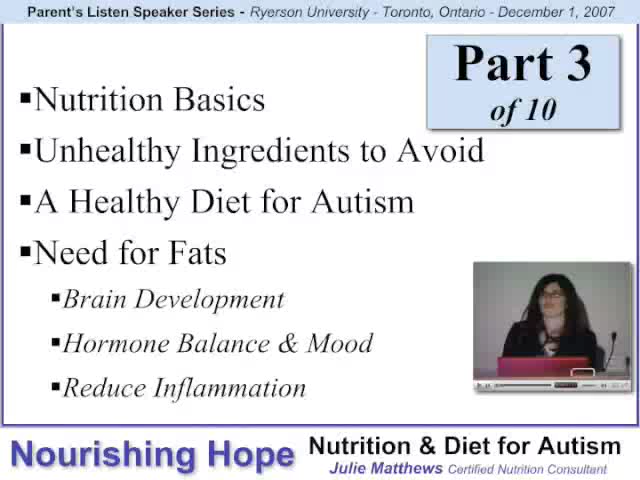 Parent's Listen Speaker Series - Ryerson University - Toronto, Ontario - December 1, 2007
Part 3
of 10
▪Nutrition Basics
▪Unhealthy Ingredients to Avoid
▪A Healthy Diet for Autism
▪Need for Fats
▪Brain Development
▪Hormone Balance & Mood
▪Reduce Inflammation
Nourishing Hope
Nutrition & Diet for Autism
Julie Matthews Certified Nutrition Consultant